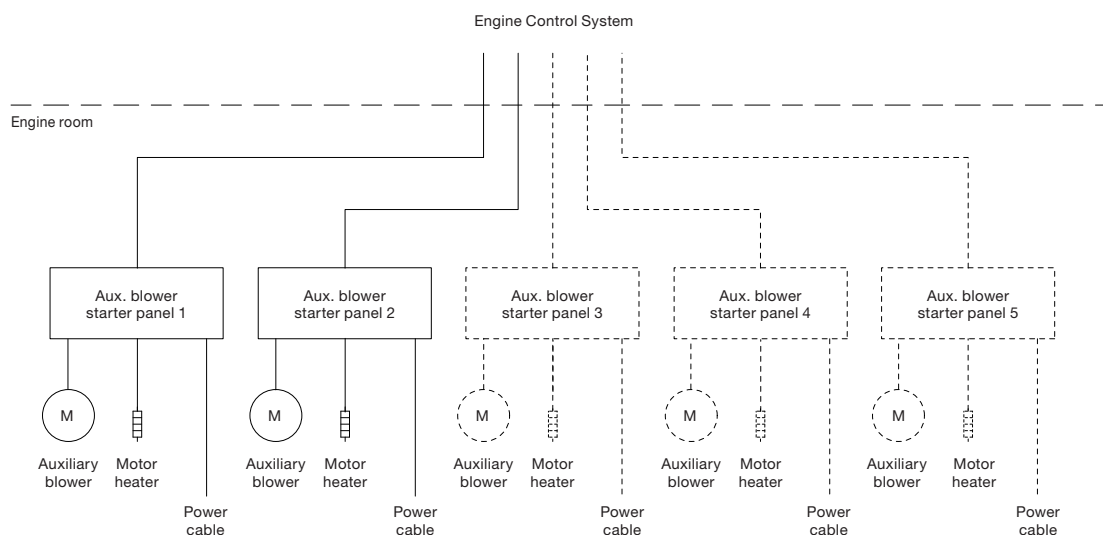 Engine Control System
Engine room
Aux. blower
starter panel 1
Aux. blower
starter panel 2
Aux. blower
starter panel 3
Aux. blower
starter panel 4
Aux. blower
starter panel 5
M
M
M
M
M
Auxiliary
blower
Motor
heater
Auxiliary
blower
Motor
heater
Auxiliary
blower
Motor
heater
Auxiliary
blower
Motor
heater
Auxiliary
blower
Motor
heater
Power
cable
Power
cable
Power
cable
Power
cable
Power
cable